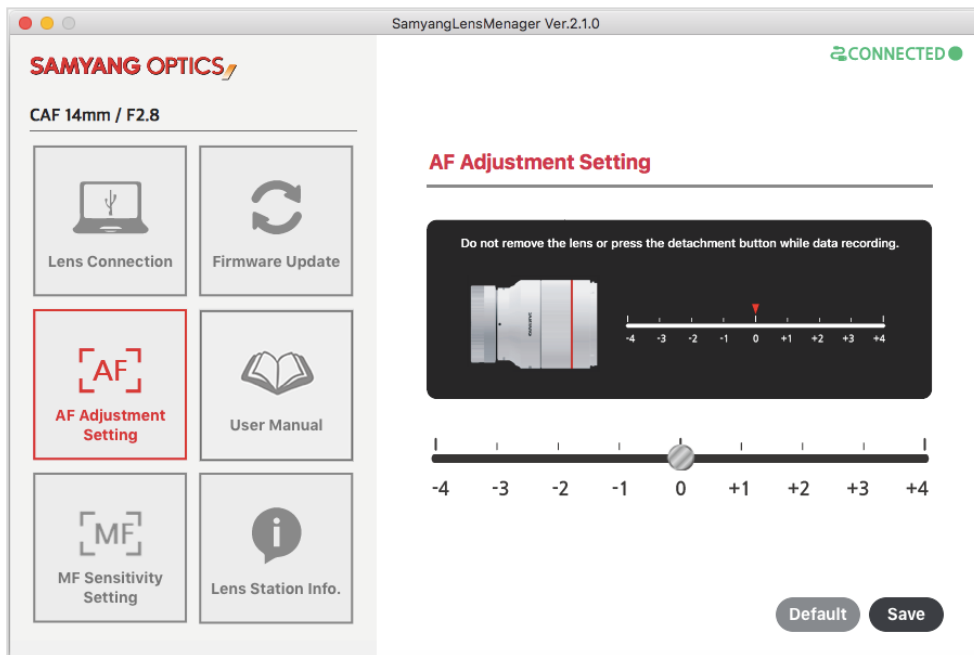 SamyangLensMenager Ver.2.1.0
SAMYANG OPTICS
CONNECTED
CAF 14mm / F2.8
Lens Connection
Firmware Update
AF
AF Adjustment
Setting
User Manual
MF
MF Sensitivity
Setting
i
Lens Station Info.
AF Adjustment Setting
Do not remove the lens or press the detachment button while data recording.
-4 -3 -2 -1 0 +1 +2 +3 +4
-4 -3 -2 -1 0 +1 +2 +3 +4
Default
Save